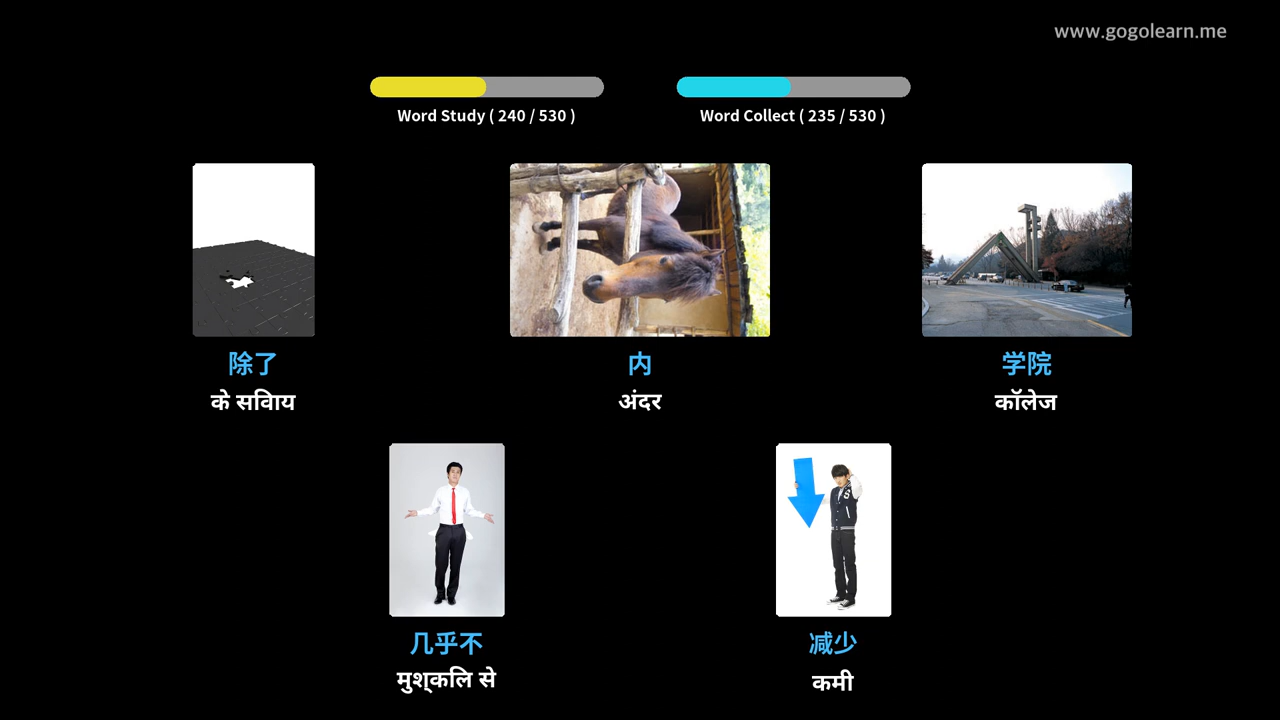 www.gogolearn.me
Word Study ( 240 / 530 )
Word Collect ( 235 / 530 )
除了
के सिवाय
内
अंदर
学院
कॉलेज
几乎不
मुश्किल से
减少
कमी